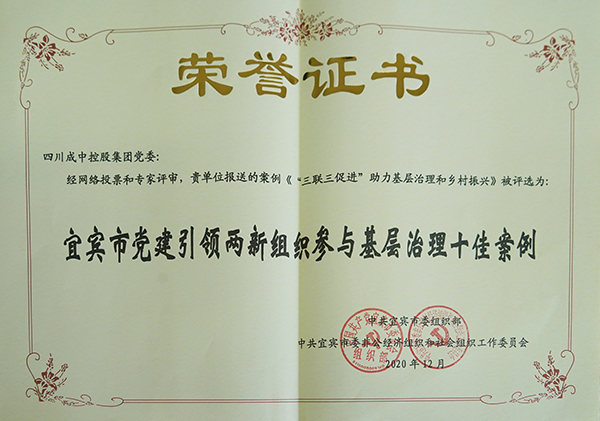 荣誉证书
四川成中控股集团党委:
经网络投票和专家评审，贵单位报送的案例《“三联三促进”助力基层治理和乡村振兴》被评选为:
宜宾市党建引领两新组织参与基层治理十佳案例
中共宜宾市委组织部
中共宜宾市委非公经济组织和社会组织工作委员会
2020年12月
组织部